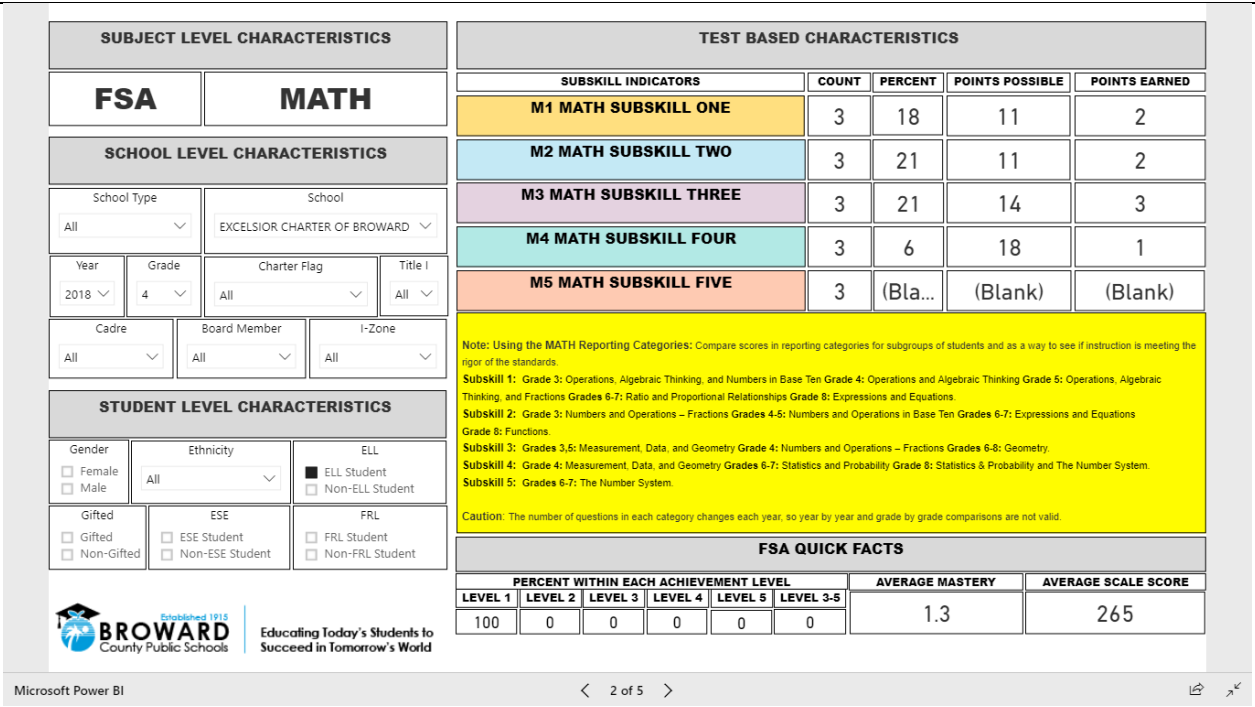 SUBJECT LEVEL CHARACTERISTICS
FSA
MATH
SCHOOL LEVEL CHARACTERISTICS
School Type
All
School
EXCELSIOR CHARTER OF BROWARD
Year
2018
Grade
4
Charter Flag
All
Title I
All
Cadre
All
Board Member
All
I-Zone
All
STUDENT LEVEL CHARACTERISTICS
Gender
Female
Male
Ethnicity
All
ELL
ELL Student
Non-ELL Student
Gifted
Gifted
Non-Gifted
ESE
ESE Student
Non-ESE Student
FRL
FRL Student
Non-FRL Student
Established 1915
BROWARD
County Public Schools
Educating Today's Students to
Succeed in Tomorrow's World
TEST BASED CHARACTERISTICS
SUBSKILL INDICATORS COUNT PERCENT POINTS POSSIBLE POINTS EARNED
M1 MATH SUBSKILL ONE 3 18 11 2
M2 MATH SUBSKILL TWO 3 21 11 2
M3 MATH SUBSKILL THREE 3 21 14 3
M4 MATH SUBSKILL FOUR 3 6 18 1
M5 MATH SUBSKILL FIVE 3 (Bla... (Blank) (Blank)
Note: Using the MATH Reporting Categories: Compare scores in reporting categories for subgroups of students and as a way to see if instruction is meeting the
rigor of the standards.
Subskill 1: Grade 3: Operations, Algebraic Thinking, and Numbers in Base Ten Grade 4: Operations and Algebraic Thinking Grade 5: Operations, Algebraic
Thinking, and Fractions Grades 6-7: Ratio and Proportional Relationships Grade 8: Expressions and Equations.
Subskill 2: Grade 3: Numbers and Operations – Fractions Grades 4-5: Numbers and Operations in Base Ten Grades 6-7: Expressions and Equations
Grade 8: Functions.
Subskill 3: Grades 3,5: Measurement, Data, and Geometry Grade 4: Numbers and Operations – Fractions Grades 6-8: Geometry.
Subskill 4: Grade 4: Measurement, Data, and Geometry Grades 6-7: Statistics and Probability Grade 8: Statistics & Probability and The Number System.
Subskill 5: Grades 6-7: The Number System.
Caution: The number of questions in each category changes each year, so year by year and grade by grade comparisons are not valid.
FSA QUICK FACTS
PERCENT WITHIN EACH ACHIEVEMENT LEVEL AVERAGE MASTERY AVERAGE SCALE SCORE
LEVEL 1 LEVEL 2 LEVEL 3 LEVEL 4 LEVEL 5 LEVEL 3-5
100 0 0 0 0 0 1.3 265
Microsoft Power BI
2 of 5